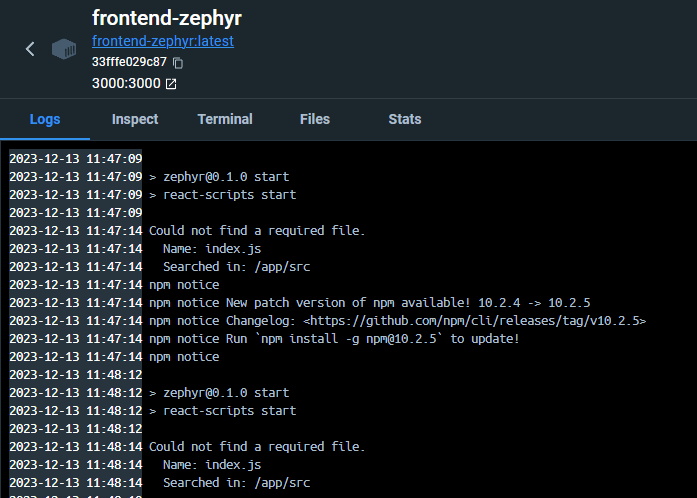 frontend-zephyr
frontend-zephyr:latest
33fffe029c87
3000:3000
Logs Inspect Terminal Files Stats
2023-12-13 11:47:09
2023-12-13 11:47:09 > zephyr@0.1.0 start
2023-12-13 11:47:09 > react-scripts start
2023-12-13 11:47:09
2023-12-13 11:47:14 Could not find a required file.
2023-12-13 11:47:14   Name: index.js
2023-12-13 11:47:14   Searched in: /app/src
2023-12-13 11:47:14 npm notice
2023-12-13 11:47:14 npm notice New patch version of npm available! 10.2.4 -> 10.2.5
2023-12-13 11:47:14 npm notice Changelog: <https://github.com/npm/cli/releases/tag/v10.2.5>
2023-12-13 11:47:14 npm notice Run `npm install -g npm@10.2.5` to update!
2023-12-13 11:47:14 npm notice
2023-12-13 11:48:12
2023-12-13 11:48:12 > zephyr@0.1.0 start
2023-12-13 11:48:12 > react-scripts start
2023-12-13 11:48:12
2023-12-13 11:48:14 Could not find a required file.
2023-12-13 11:48:14   Name: index.js
2023-12-13 11:48:14   Searched in: /app/src